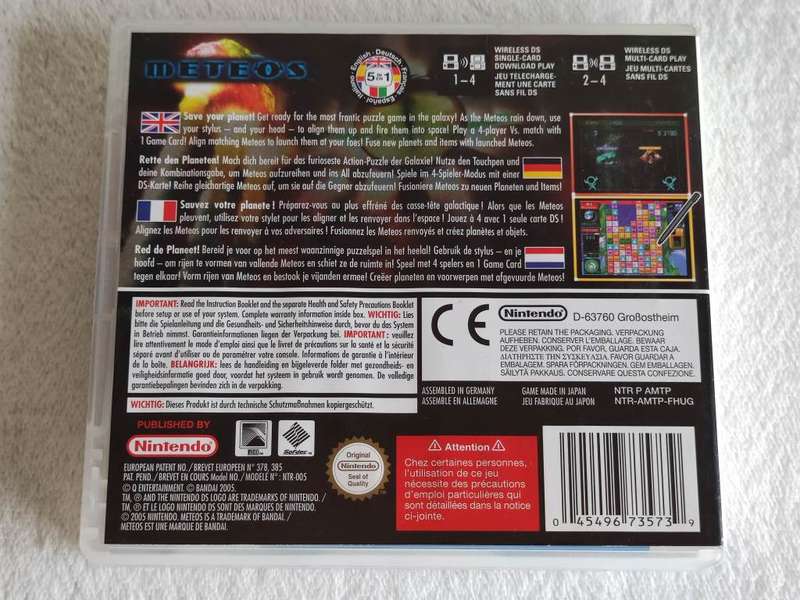 METEOS
English - Deutsch - Français - Español - Italiano
5 IN 1
WIRELESS DS
SINGLE-CARD
DOWNLOAD PLAY
1-4
JEU TELECHARGE-
MENT UNE CARTE
SANS FIL DS
WIRELESS DS
MULTI-CARD PLAY
2-4
JEU MULTI-CARTES
SANS FIL DS
Save your planet! Get ready for the most frantic puzzle game in the galaxy! As the Meteos rain down, use
your stylus – and your head – to align them up and fire them into space! Play a 4-player Vs. match with
1 Game Card! Align matching Meteos to launch them at your foes! Fuse new planets and items with launched Meteos.
Rette den Planeten! Mach dich bereit für das furioseste Action-Puzzle der Galaxie! Nutze den Touchpen und
deine Kombinationsgabe, um Meteos aufzureihen und ins All abzufeuern! Spiele im 4-Spieler-Modus mit einer
DS-Karte! Reihe gleichartige Meteos auf, um sie auf die Gegner abzufeuern! Fusioniere Meteos zu neuen Planeten und Items!
Sauvez votre planete ! Préparez-vous au plus effréné des casse-tête galactique ! Alors que les Meteos
pleuvent, utilisez votre stylet pour les aligner et les renvoyer dans l'espace ! Jouez à 4 avec 1 seule carte DS !
Alignez les Meteos pour les renvoyer à vos adversaires ! Fusionnez les Meteos renvoyés et créez planètes et objets.
Red de Planeet! Bereid je voor op het meest waanzinnige puzzelspel in het heelal! Gebruik de stylus – en je
hoofd – om rijen te vormen van vallende Meteos en schiet ze de ruimte in! Speel met 4 spelers en 1 Game Card
tegen elkaar! Vorm rijen van Meteos en bestook je vijanden ermee! Creëer planeten en voorwerpen met afgevuurde Meteos!
IMPORTANT: Read the Instruction Booklet and the separate Health and Safety Precautions Booklet
before setup or use of your system. Complete warranty information inside box. WICHTIG: Lies
bitte die Spielanleitung und die Gesundheits- und Sicherheitshinweise durch, bevor du das System
in Betrieb nimmst. Garantieinformationen liegen der Verpackung bei. IMPORTANT : veuillez
lire attentivement le mode d'emploi ainsi que le livret de précautions sur la santé et la sécurité
séparé avant d'utiliser ou de paramétrer votre console. Informations de garantie à l'intérieur
de la boîte. BELANGRIJK: lees de handleiding en bijgeleverde folder met gezondheids- en
veiligheidsinformatie goed door, voordat je systeem in gebruik wordt genomen. De volledige
garantiebepalingen bevinden zich in de verpakking.
WICHTIG: Dieses Produkt ist durch technische Schutzmaßnahmen kopiergeschützt.
CE
Nintendo D-63760 Großostheim
PLEASE RETAIN THE PACKAGING. VERPACKUNG
AUFHEBEN. CONSERVER L'EMBALLAGE. BEWAAR
DEZE VERPAKKING. POR FAVOR, GUARDA ESTA CAJA.
ΔΙΑΤΗΡΗΣΤΕ ΤΗΝ ΣΥΣΚΕΥΑΣΙΑ. FAVOR GUARDAR A
EMBALAGEM. SPARA FÖRPACKNINGEN. GEM EMBALLAGEN.
SÄILYTÄ PAKKAUS. CONSERVARE QUESTA CONFEZIONE.
ASSEMBLED IN GERMANY
ASSEMBLE EN ALLEMAGNE
GAME MADE IN JAPAN
JEU FABRIQUE AU JAPON
NTR P AMTP
NTR-AMTP-FHUG
PUBLISHED BY
Nintendo
Sofdec
Original
Nintendo
Seal of
Quality
EUROPEAN PATENT NO. / BREVET EUROPEEN N° 378, 385
PAT. PEND. / BREVET EN COURS Model NO. / MODELE N°: NTR-005
© Q ENTERTAINMENT. © BANDAI 2005.
TM, ® AND THE NINTENDO DS LOGO ARE TRADEMARKS OF NINTENDO. /
TM, ® ET LE LOGO NINTENDO DS SONT DES MARQUES DE NINTENDO.
© 2005 NINTENDO. METEOS IS A TRADEMARK OF BANDAI. /
METEOS EST UNE MARQUE DE BANDAI.
Attention
Chez certaines personnes,
l'utilisation de ce jeu
nécessite des précautions
d'emploi particulières qui
sont détaillées dans la notice
ci-jointe.
0 45496 73573 9